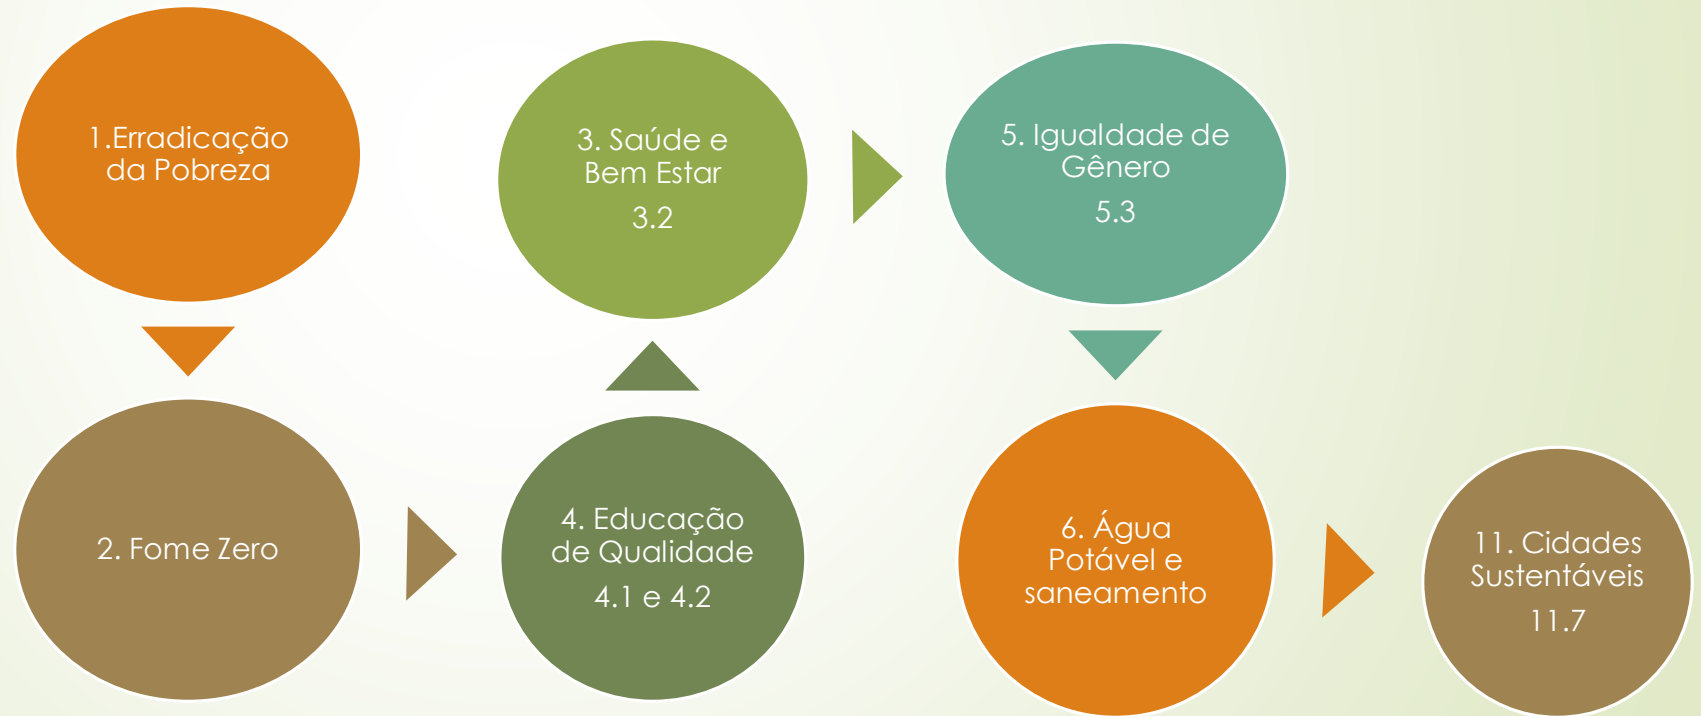 1.Erradicação
da Pobreza
2. Fome Zero
4. Educação
de Qualidade
4.1 e 4.2
3. Saúde e
Bem Estar
3.2
5. Igualdade de
Gênero
5.3
6. Água
Potável e
saneamento
11. Cidades
Sustentáveis
11.7